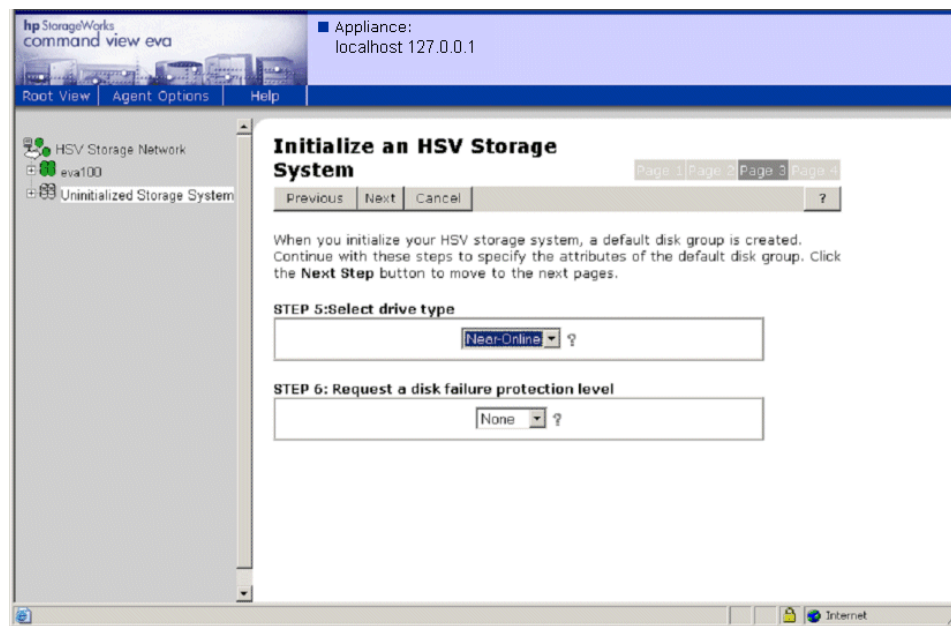 hp StorageWorks
command view eva
Appliance:
localhost 127.0.0.1
Root View Agent Options Help
HSV Storage Network
eva100
Uninitialized Storage System
Initialize an HSV Storage
System
Page 1 Page 2 Page 3 Page 4
Previous Next Cancel ?
When you initialize your HSV storage system, a default disk group is created.
Continue with these steps to specify the attributes of the default disk group. Click
the Next Step button to move to the next pages.
STEP 5:Select drive type
Near-Online ?
STEP 6: Request a disk failure protection level
None ?
Internet